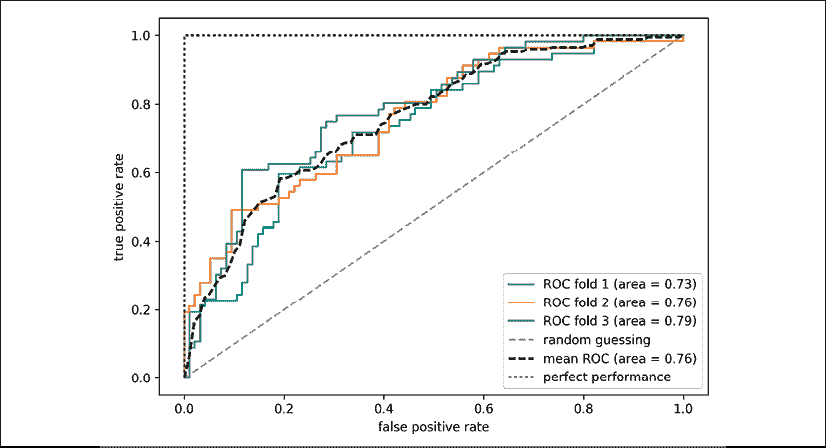 1.0
0.8
0.6
0.4
0.2
0.0
true positive rate
ROC fold 1 (area = 0.73)
ROC fold 2 (area = 0.76)
ROC fold 3 (area = 0.79)
random guessing
mean ROC (area = 0.76)
perfect performance
0.0 0.2 0.4 0.6 0.8 1.0
false positive rate